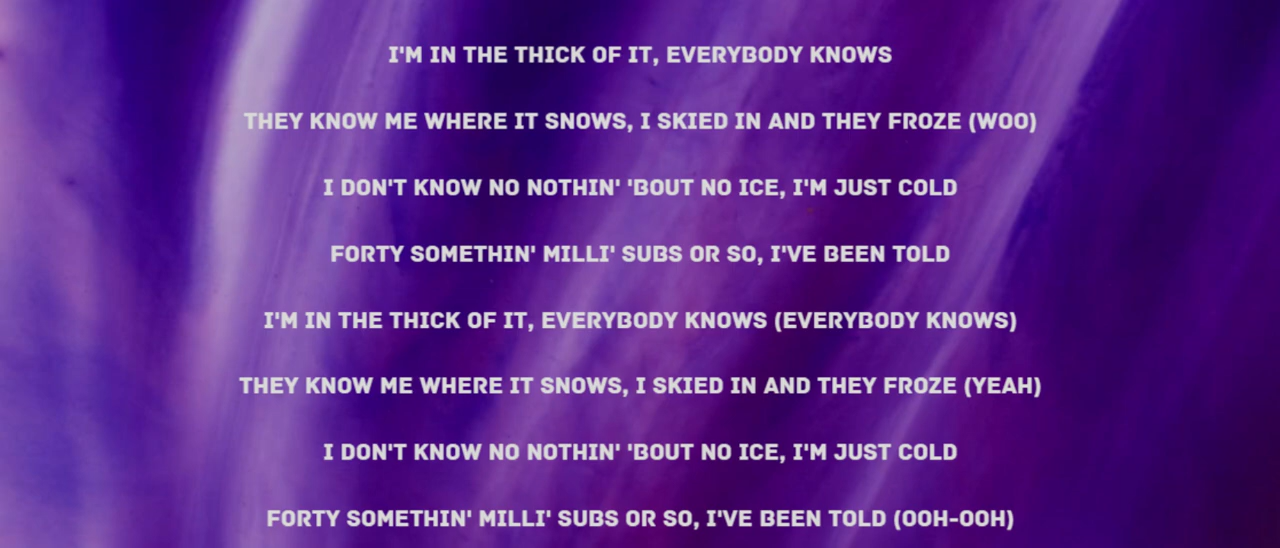 I'M IN THE THICK OF IT, EVERYBODY KNOWS
THEY KNOW ME WHERE IT SNOWS, I SKIED IN AND THEY FROZE (WOO)
I DON'T KNOW NO NOTHIN' 'BOUT NO ICE, I'M JUST COLD
FORTY SOMETHIN' MILLI' SUBS OR SO, I'VE BEEN TOLD
I'M IN THE THICK OF IT, EVERYBODY KNOWS (EVERYBODY KNOWS)
THEY KNOW ME WHERE IT SNOWS, I SKIED IN AND THEY FROZE (YEAH)
I DON'T KNOW NO NOTHIN' 'BOUT NO ICE, I'M JUST COLD
FORTY SOMETHIN' MILLI' SUBS OR SO, I'VE BEEN TOLD (OOH-OOH)